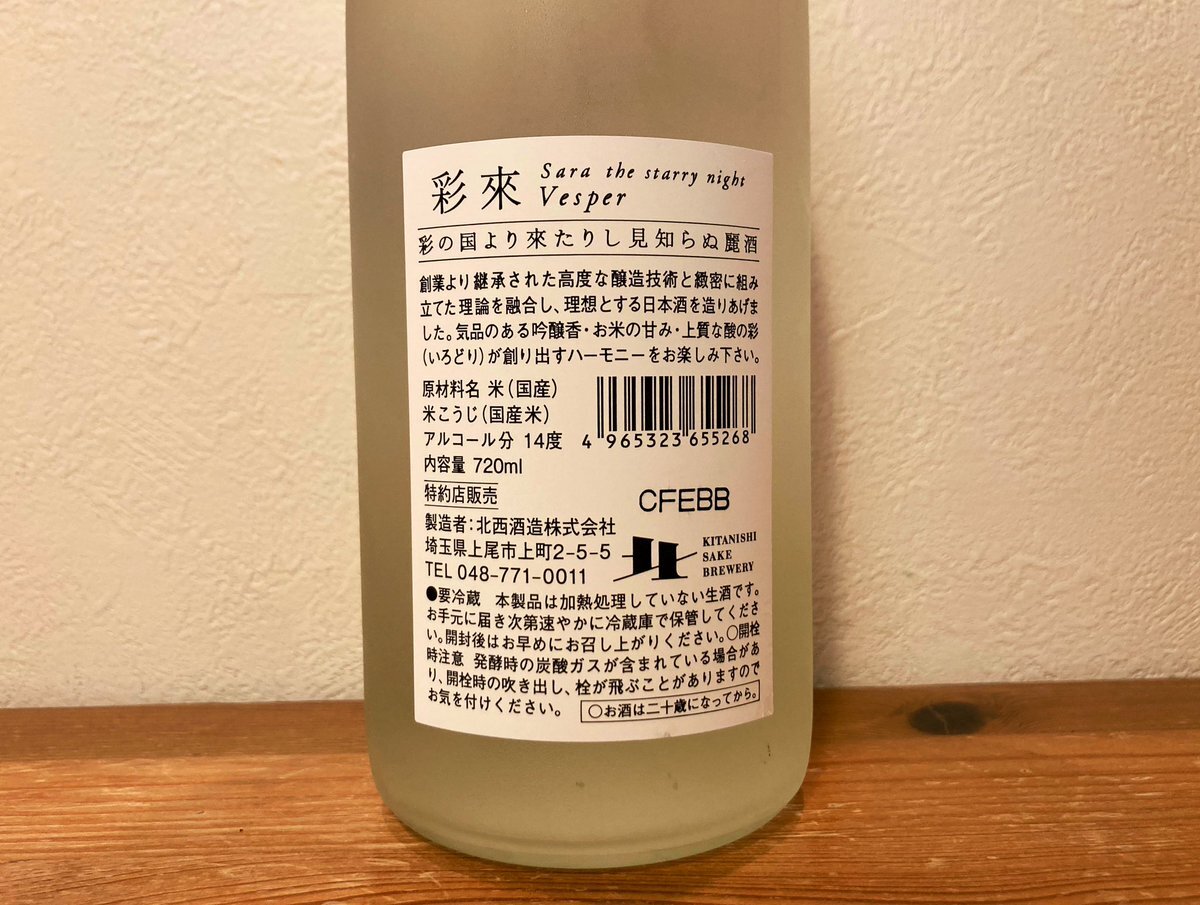 彩來 Sara the starry night
Vesper
彩の国より來たりし見知らぬ麗酒
創業より継承された高度な醸造技術と緻密に組み
立てた理論を融合し、理想とする日本酒を造りあげま
した。気品のある吟醸香・お米の甘み・上質な酸の彩
(いろどり)が創り出すハーモニーをお楽しみ下さい。
原材料名 米(国産)
米こうじ(国産米)
アルコール分 14度
内容量 720ml
特約店販売
4 965323 655268
CFEBB
製造者:北西酒造株式会社
埼玉県上尾市上町2-5-5
TEL 048-771-0011
KITANISHI
SAKE
BREWERY
●要冷蔵 本製品は加熱処理していない生酒です。
お手元に届き次第速やかに冷蔵庫で保管してくださ
い。開封後はお早めにお召し上がりください。○開栓
時注意 発酵時の炭酸ガスが含まれている場合があ
り、開栓時の吹き出し、栓が飛ぶことがありますので
お気を付けください。 ○お酒は二十歳になってから。